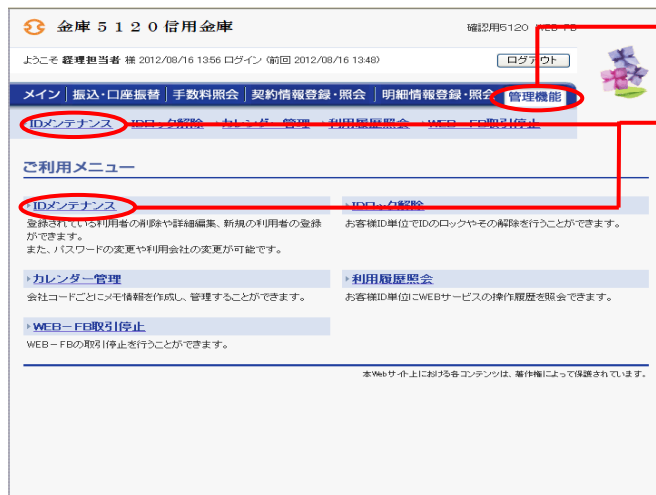 金庫５１２０信用金庫
確認用5120 WEB-FB
ようこそ 経理担当者 様 2012/08/16 13:56 ログイン (前回 2012/08/16 13:48)
ログアウト
メイン 振込・口座振替 手数料照会 契約情報登録・照会 明細情報登録・照会 管理機能
IDメンテナンス IDロック解除 カレンダー管理 利用履歴照会 WEB－FB取引停止
ご利用メニュー
IDメンテナンス
登録されている利用者の削除や詳細編集、新規の利用者の登録
ができます。
また、パスワードの変更や利用会社の変更が可能です。
IDロック解除
お客様ID単位でIDのロックやその解除を行うことができます。
カレンダー管理
会社コードごとにメモ情報を作成し、管理することができます。
利用履歴照会
お客様ID単位にWEBサービスの操作履歴を照会できます。
WEB－FB取引停止
WEB－FBの取引停止を行うことができます。
本Webサイト上における各コンテンツは、著作権によって保護されています。